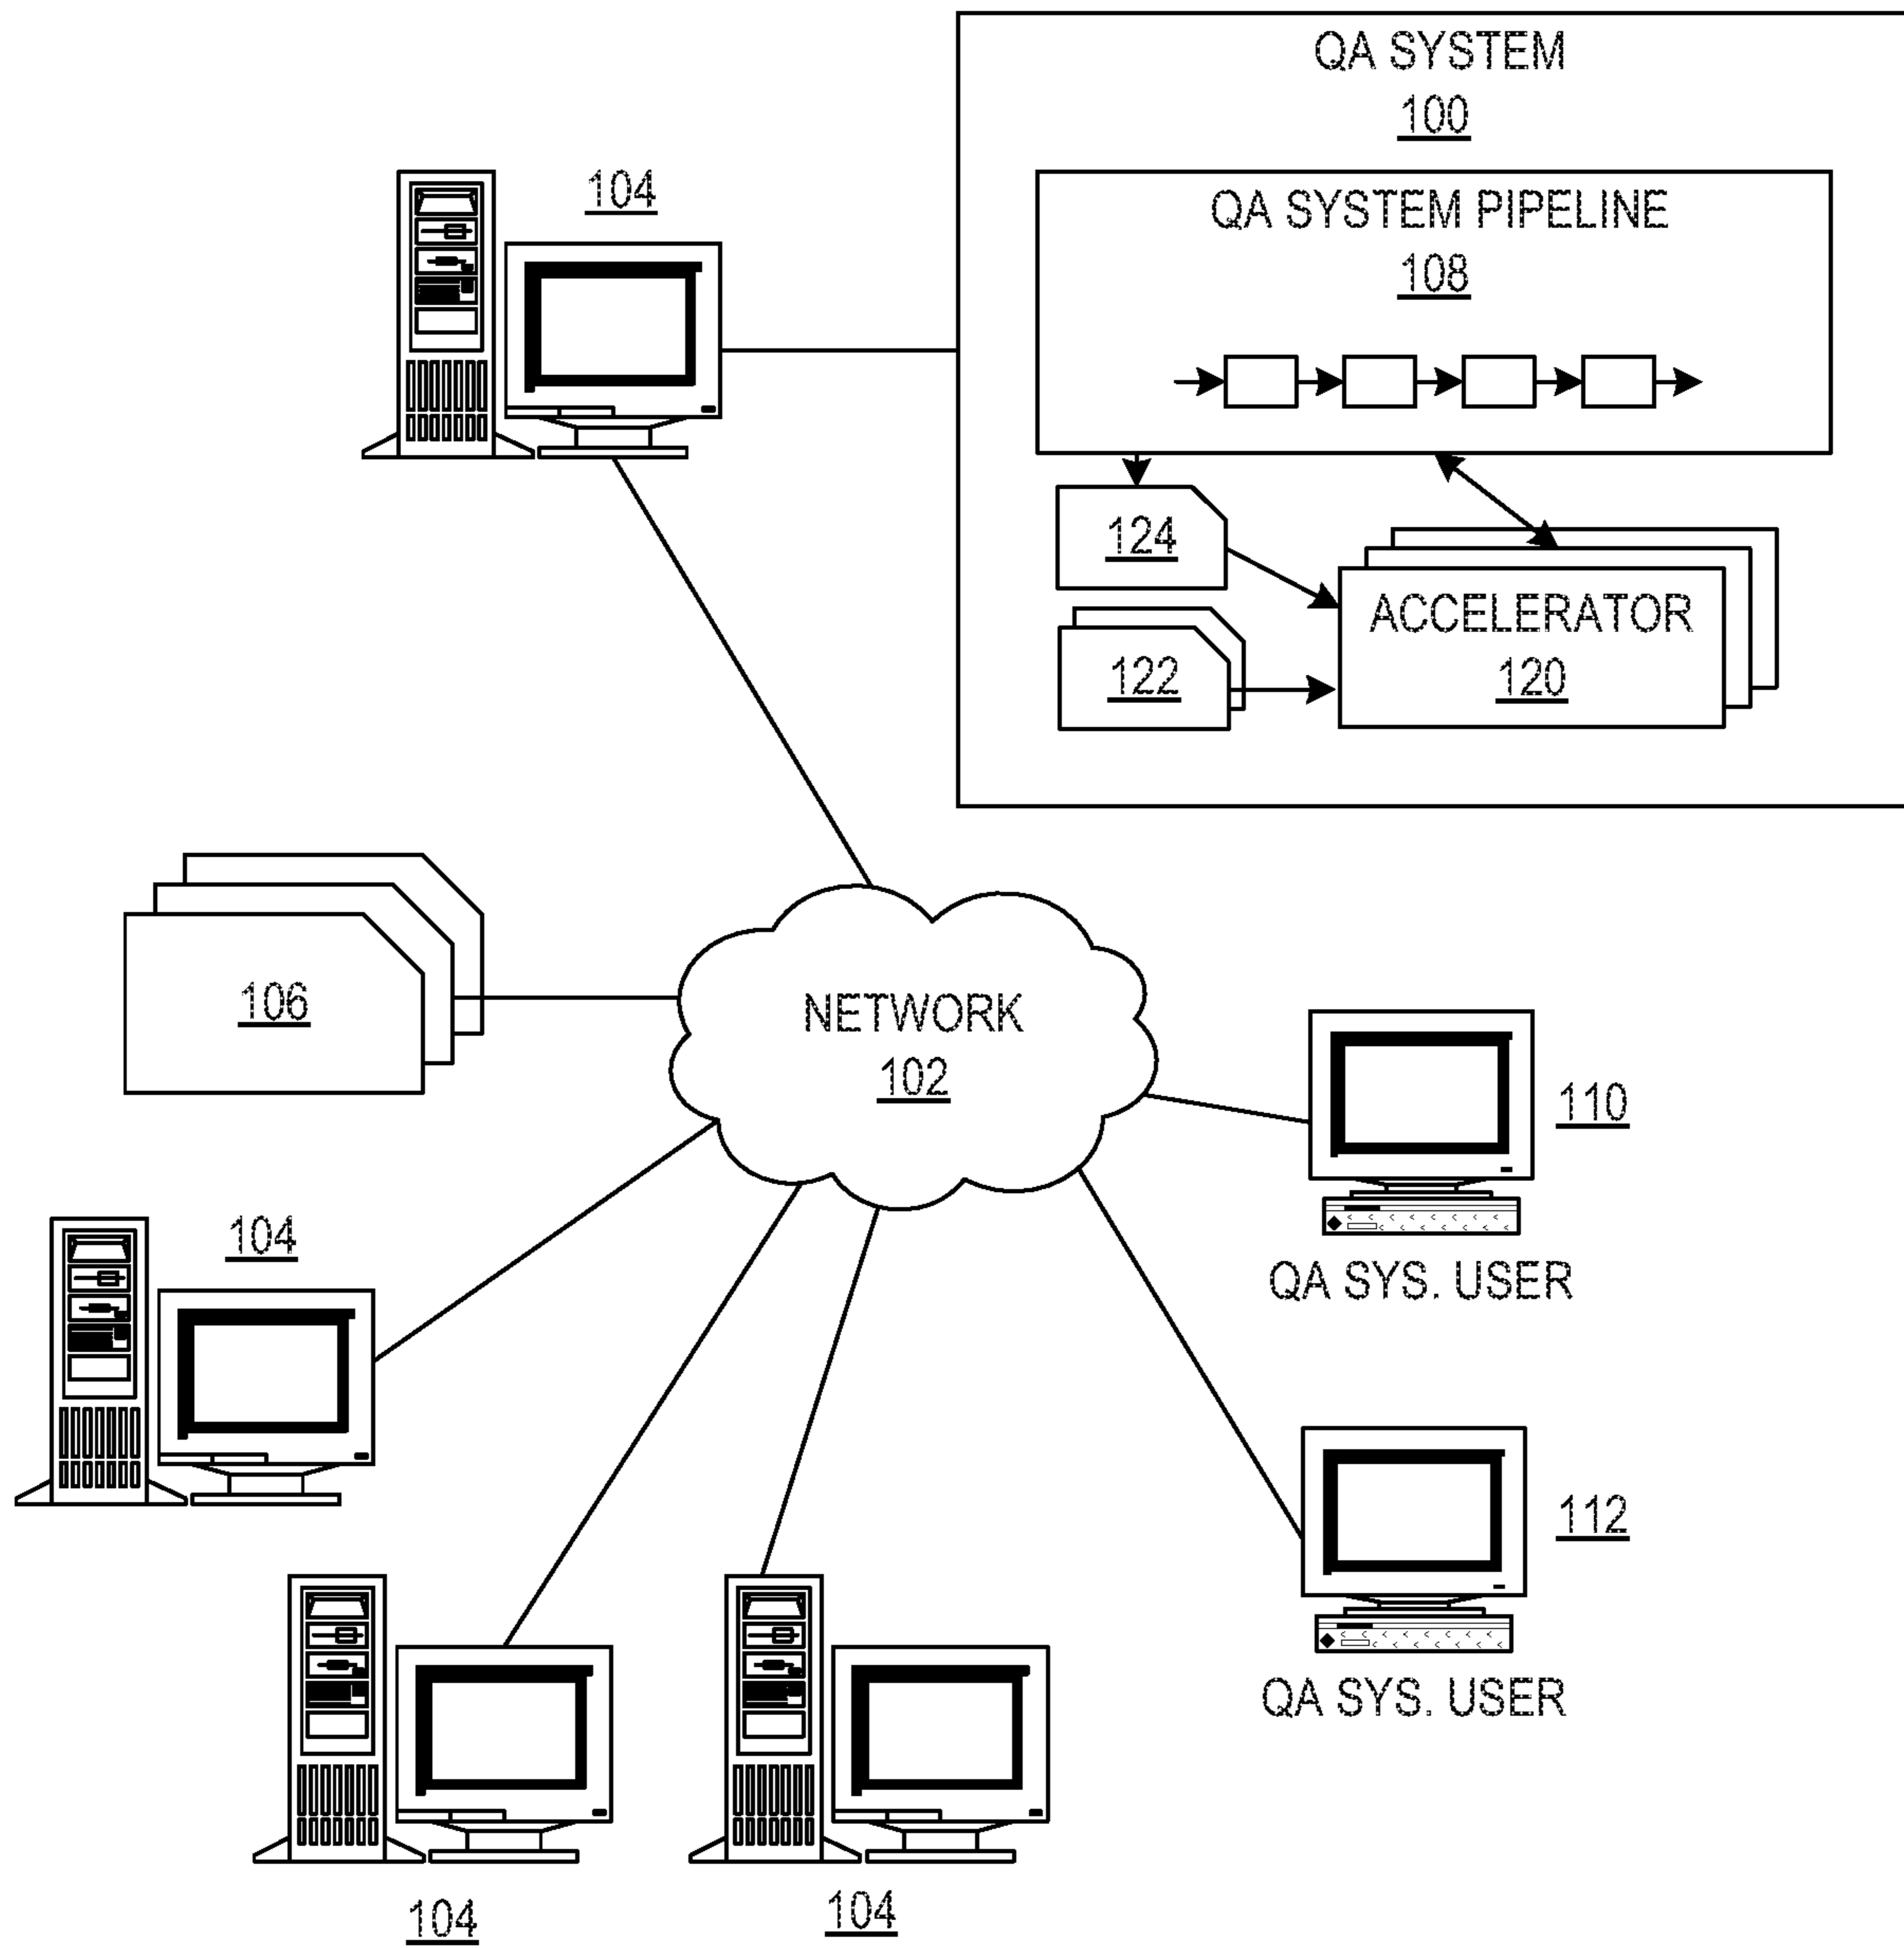 QA SYSTEM
100
104
QA SYSTEM PIPELINE
108
124
ACCELERATOR
120
122
106
NETWORK
102
110
QA SYS. USER
104
112
QA SYS. USER
104
104